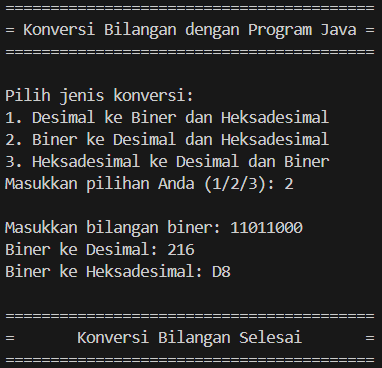 =========================================
= Konversi Bilangan dengan Program Java =
=========================================
Pilih jenis konversi:
1. Desimal ke Biner dan Heksadesimal
2. Biner ke Desimal dan Heksadesimal
3. Heksadesimal ke Desimal dan Biner
Masukkan pilihan Anda (1/2/3): 2
Masukkan bilangan biner: 11011000
Biner ke Desimal: 216
Biner ke Heksadesimal: D8
=========================================
=       Konversi Bilangan Selesai       =
=========================================